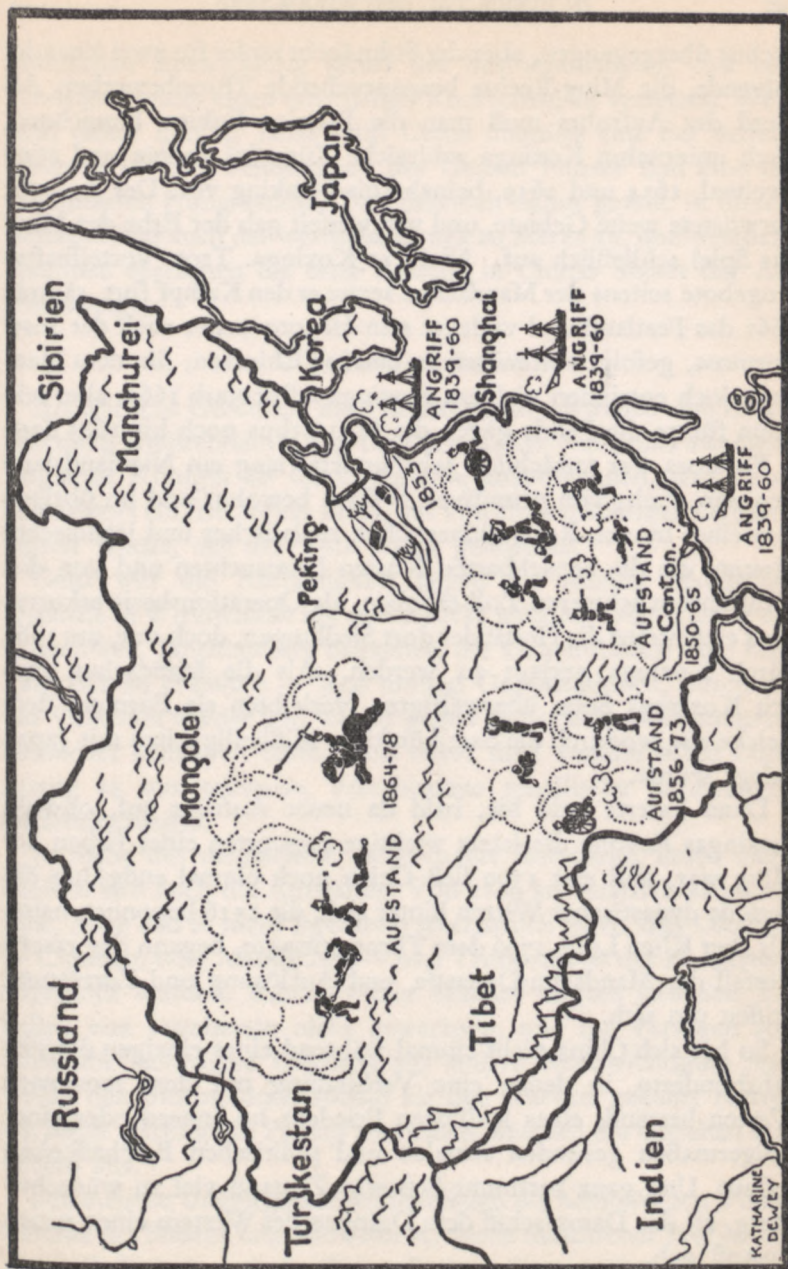 Russland
Sibirien
Manchurei
Mongolei
Turkestan
Peking
Korea
Japan
AUFSTAND
1864-78
1855
ANGRIFF
1839-60
Shanghai
ANGRIFF
1839-60
Tibet
AUFSTAND
1856-73
AUFSTAND
Canton
1850-65
ANGRIFF
1839-60
Indien
KATHARINE
DEWEY